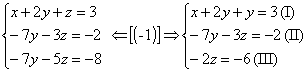 x+2y+z=3
-7y-3z=-2
-7y-5z=-8
⇐[(-1)]⇒
x+2y+y=3(I)
-7y-3z=-2(II)
-2z=-6(III)